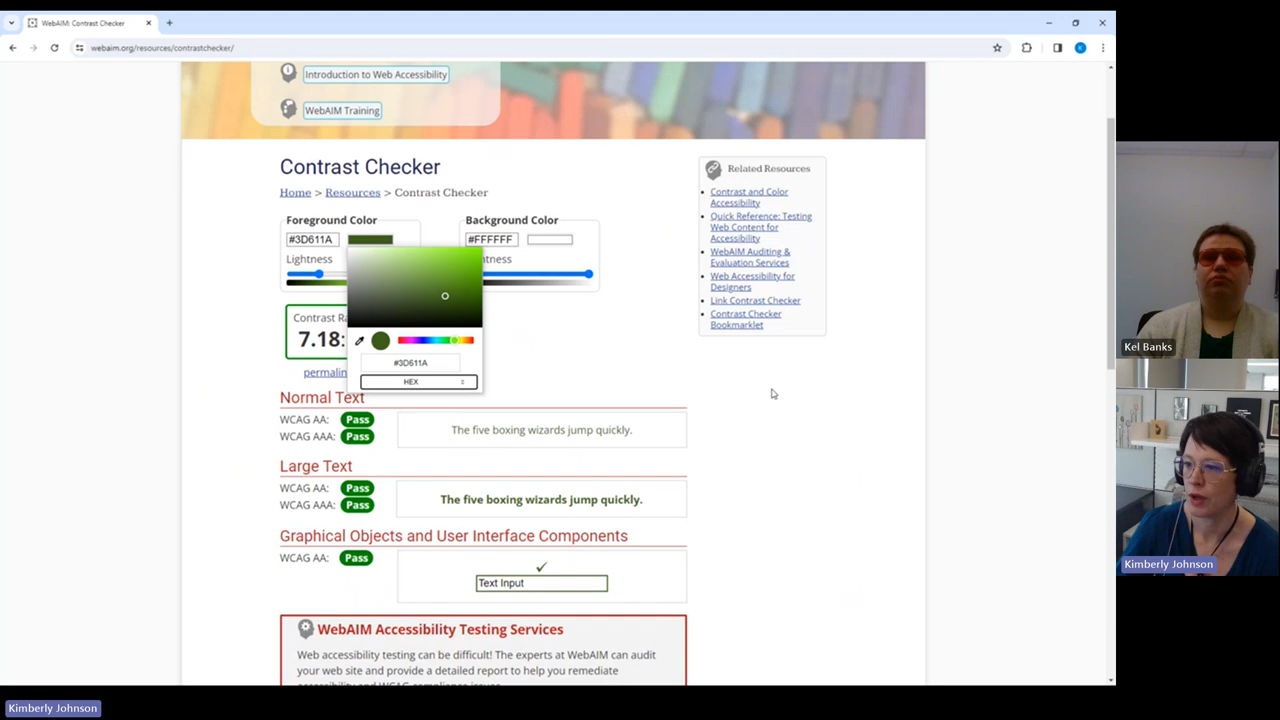 WebAIM: Contrast Checker
webaim.org/resources/contrastchecker/
K
Introduction to Web Accessibility
WebAIM Training
Contrast Checker
Home > Resources > Contrast Checker
Foreground Color
#3D611A
Lightness
Background Color
#FFFFFF
ntness
Contrast Ra
7.18:
permalin
#3D611A
HEX
Normal Text
WCAG AA: Pass
WCAG AAA: Pass
The five boxing wizards jump quickly.
Large Text
WCAG AA: Pass
WCAG AAA: Pass
The five boxing wizards jump quickly.
Graphical Objects and User Interface Components
WCAG AA: Pass
✓
Text Input
WebAIM Accessibility Testing Services
Web accessibility testing can be difficult! The experts at WebAIM can audit
your web site and provide a detailed report to help you remediate
Related Resources
Contrast and Color
Accessibility
Quick Reference: Testing
Web Content for
Accessibility
WebAIM Auditing &
Evaluation Services
Web Accessibility for
Designers
Link Contrast Checker
Contrast Checker
Bookmarklet
Kel Banks
Kimberly Johnson
Kimberly Johnson